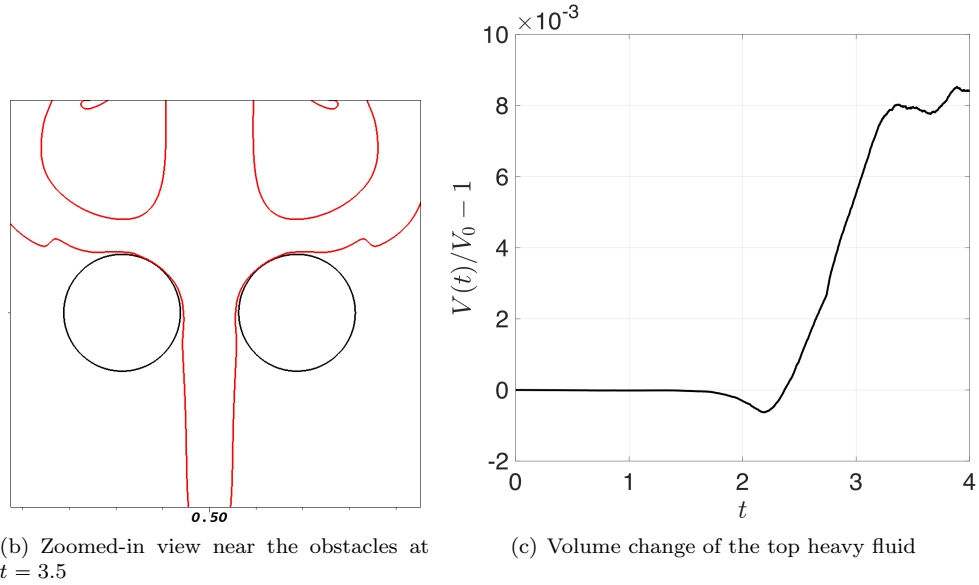 0.50
(b) Zoomed-in view near the obstacles at
t = 3.5
×10⁻³
10
8
6
4
2
0
-2
V(t)/V₀ − 1
0 1 2 3 4
t
(c) Volume change of the top heavy fluid